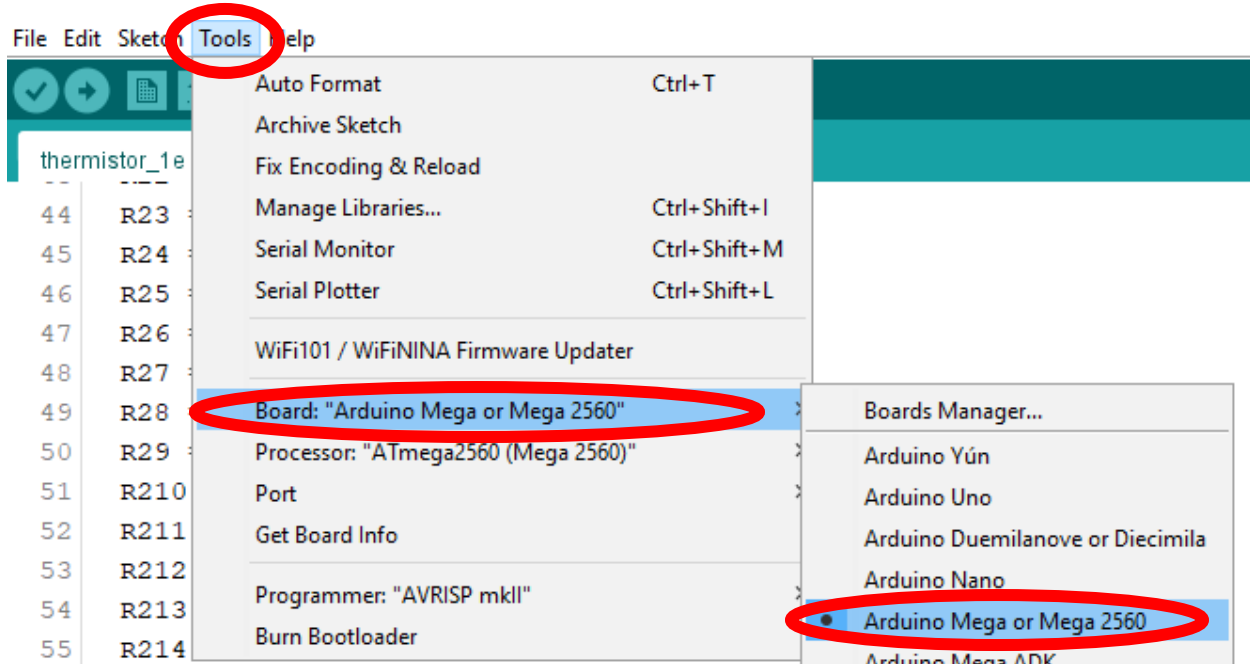 File Edit Sketch Tools Help
Auto Format Ctrl+T
Archive Sketch
thermistor_1e
Fix Encoding & Reload
44 R23 Manage Libraries... Ctrl+Shift+I
45 R24 Serial Monitor Ctrl+Shift+M
46 R25 Serial Plotter Ctrl+Shift+L
47 R26
WiFi101 / WiFiNINA Firmware Updater
48 R27
49 R28 Board: "Arduino Mega or Mega 2560" Boards Manager...
50 R29 Processor: "ATmega2560 (Mega 2560)" Arduino Yún
51 R210 Port Arduino Uno
52 R211 Get Board Info Arduino Duemilanove or Diecimila
53 R212 Arduino Nano
54 R213 Programmer: "AVRISP mkII" Arduino Mega or Mega 2560
55 R214 Burn Bootloader Arduino Mega ADK